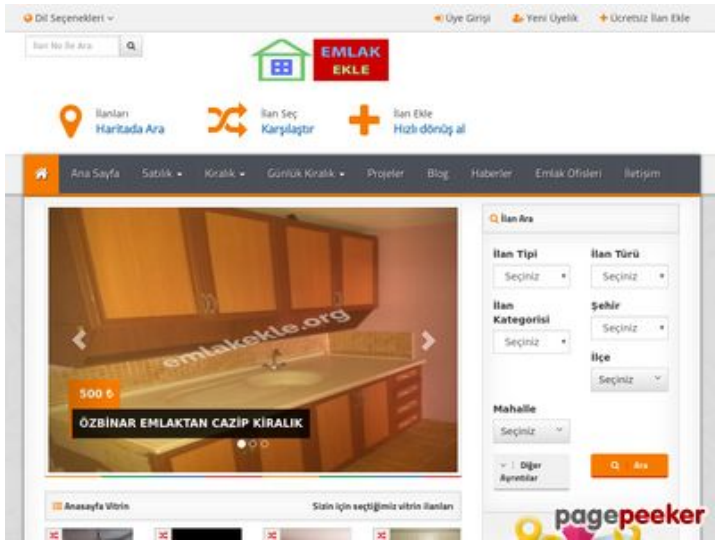 Dil Seçenekleri
Üye Girişi
Yeni Üyelik
Ücretsiz İlan Ekle
İlan No ile Ara
EMLAK
EKLE
İlanları
Haritada Ara
İlan Seç
Karşılaştır
İlan Ekle
Hızlı dönüş al
Ana Sayfa
Satılık
Kiralık
Günlük Kiralık
Projeler
Blog
Haberler
Emlak Ofisleri
İletişim
emlakekle.org
500 ₺
ÖZBİNAR EMLAKTAN CAZİP KİRALIK
İlan Ara
İlan Tipi
İlan Türü
Seçiniz
Seçiniz
İlan
Kategorisi
Şehir
Seçiniz
Seçiniz
İlçe
Seçiniz
Mahalle
Seçiniz
Diğer
Ayrıntılar
Ara
Anasayfa Vitrin
Sizin için seçtiğimiz vitrin ilanları
pagepeeker